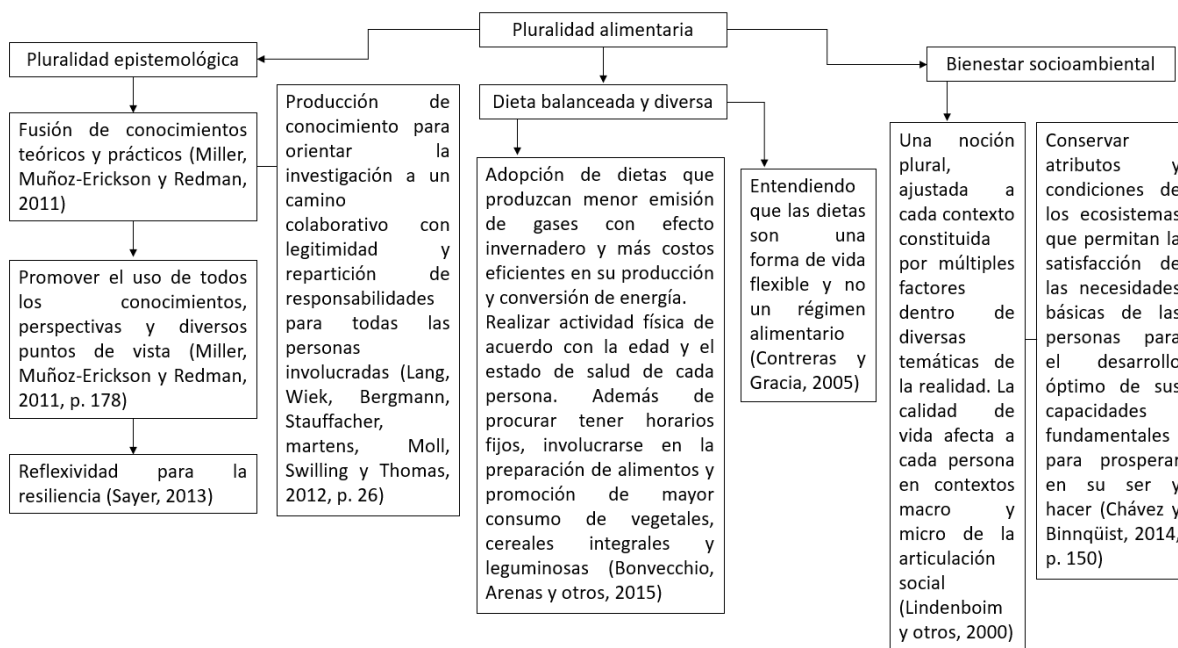 Pluralidad alimentaria
Pluralidad epistemológica
Fusión de conocimientos
teóricos y prácticos (Miller,
Muñoz-Erickson y Redman,
2011)
Promover el uso de todos
los conocimientos,
perspectivas y diversos
puntos de vista (Miller,
Muñoz-Erickson y Redman,
2011, p. 178)
Reflexividad para la
resiliencia (Sayer, 2013)
Producción de
conocimiento para
orientar la
investigación a un
camino
colaborativo con
legitimidad y
repartición de
responsabilidades
para todas las
personas
involucradas (Lang,
Wiek, Bergmann,
Stauffacher,
martens, Moll,
Swilling y Thomas,
2012, p. 26)
Dieta balanceada y diversa
Adopción de dietas que
produzcan menor emisión
de gases con efecto
invernadero y más costos
eficientes en su producción
y conversión de energía.
Realizar actividad física de
acuerdo con la edad y el
estado de salud de cada
persona. Además de
procurar tener horarios
fijos, involucrarse en la
preparación de alimentos y
promoción de mayor
consumo de vegetales,
cereales integrales y
leguminosas (Bonvecchio,
Arenas y otros, 2015)
Entendiendo
que las dietas
son una
forma de vida
flexible y no
un régimen
alimentario
(Contreras y
Gracia, 2005)
Bienestar socioambiental
Una noción
plural,
ajustada a
cada contexto
constituida
por múltiples
factores
dentro de
diversas
temáticas de
la realidad. La
calidad de
vida afecta a
cada persona
en contextos
macro y
micro de la
articulación
social
(Lindenboim
y otros, 2000)
Conservar
atributos y
condiciones de
los ecosistemas
que permitan la
satisfacción de
las necesidades
básicas de las
personas para
el desarrollo
óptimo de sus
capacidades
fundamentales
para prosperar
en su ser y
hacer (Chávez y
Binnqüist, 2014,
p. 150)